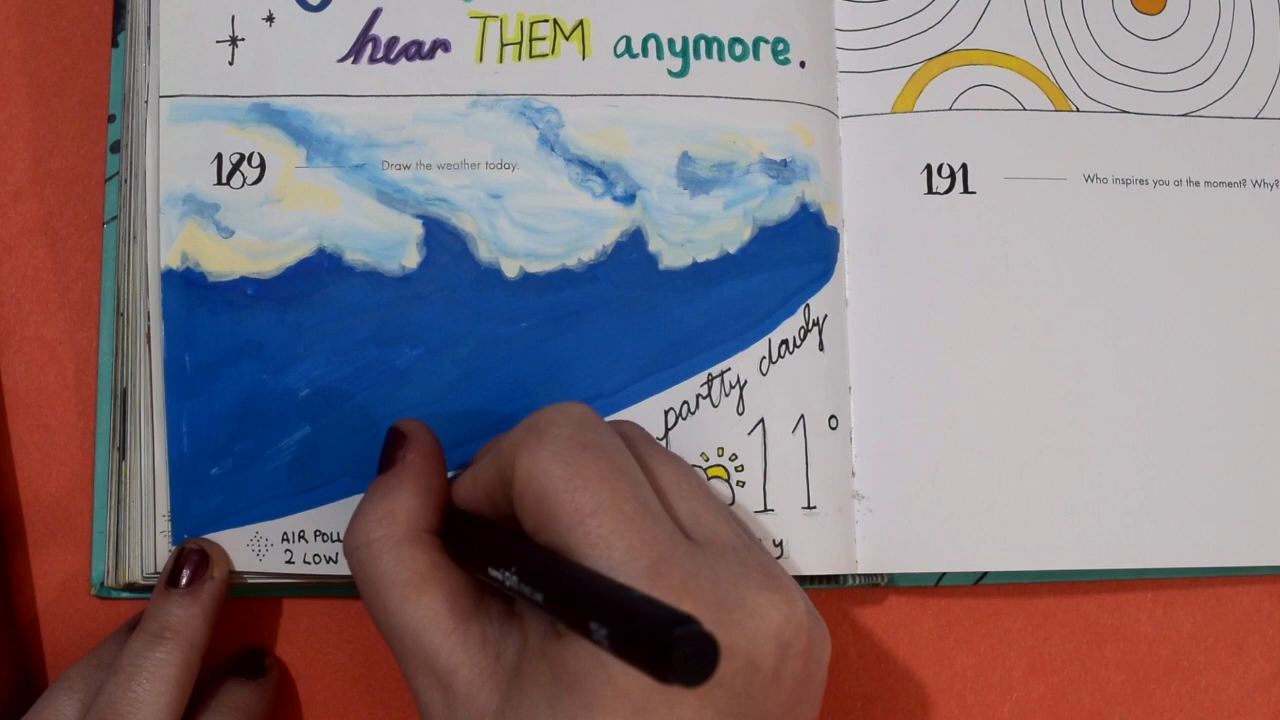 hear THEM anymore.
189 Draw the weather today.
191 Who inspires you at the moment? Why?
partly cloudy
11°
AIR POLL
2 LOW
y
uni